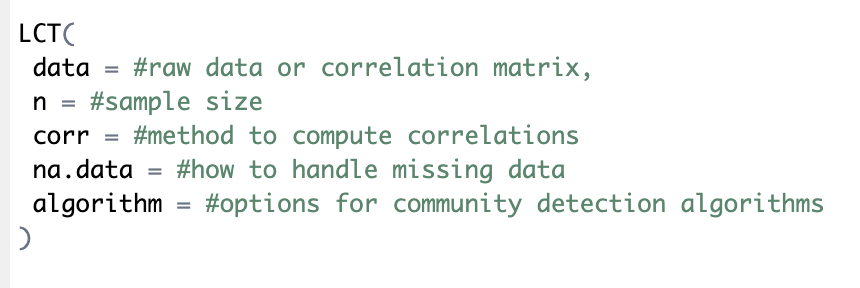 LCT(
data = #raw data or correlation matrix,
n = #sample size
corr = #method to compute correlations
na.data = #how to handle missing data
algorithm = #options for community detection algorithms
)